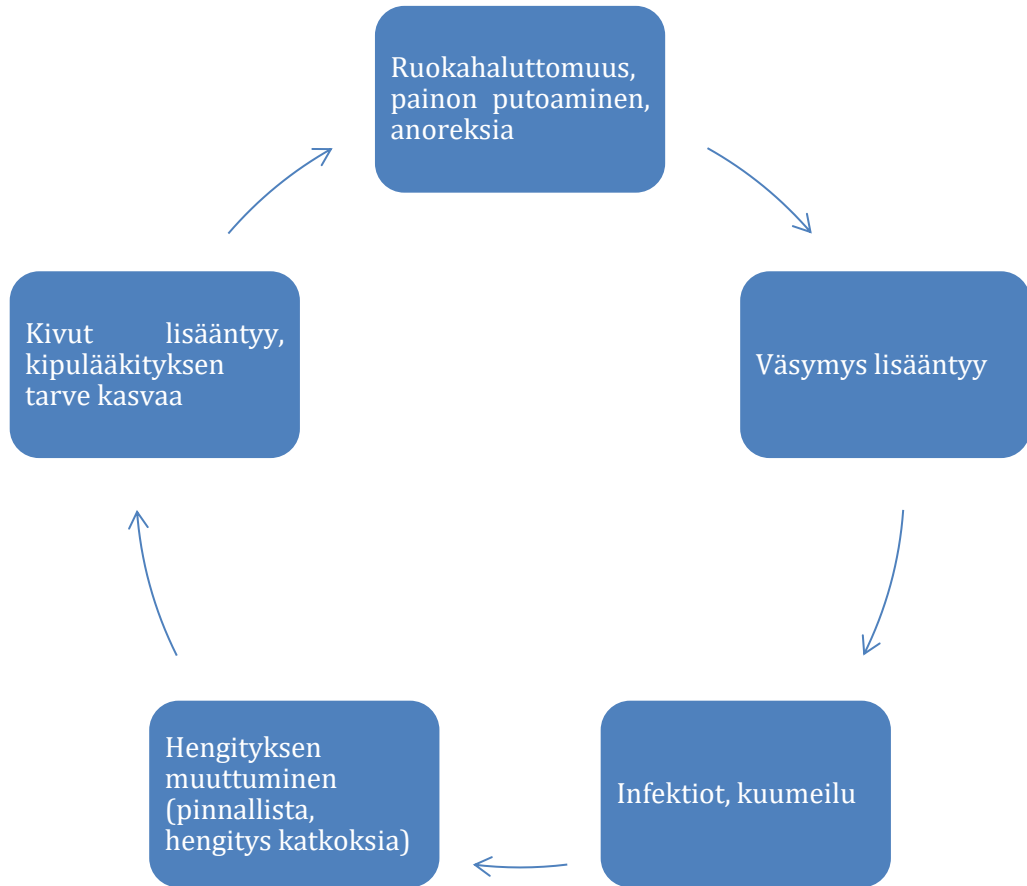 Ruokahaluttomuus,
painon putoaminen,
anoreksia
Väsymys lisääntyy
Infektiot, kuumeilu
Hengityksen
muuttuminen
(pinnallista,
hengitys katkoksia)
Kivut lisääntyy,
kipulääkityksen
tarve kasvaa